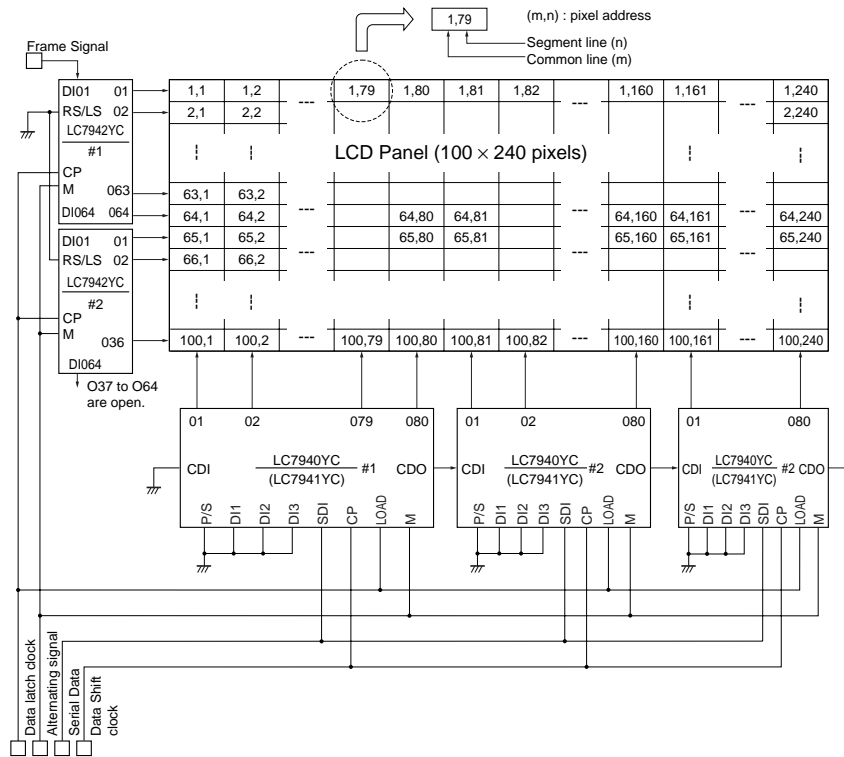 1,79
(m,n) : pixel address
Segment line (n)
Common line (m)
Frame Signal
DI01 01
RS/LS 02
LC7942YC
#1
CP
M 063
DI064 064
DI01 01
RS/LS 02
LC7942YC
#2
CP
M
036
DI064
O37 to O64
are open.
1,1 1,2 --- 1,79 1,80 1,81 1,82 --- 1,160 1,161 --- 1,240
2,1 2,2 2,240
LCD Panel (100 × 240 pixels)
63,1 63,2
64,1 64,2 --- 64,80 64,81 --- 64,160 64,161 --- 64,240
65,1 65,2 65,80 65,81 65,160 65,161 65,240
66,1 66,2
100,1 100,2 --- 100,79 100,80 100,81 100,82 --- 100,160 100,161 --- 100,240
01 02 079 080
CDI LC7940YC #1 CDO
(LC7941YC)
P/S DI1 DI2 DI3 SDI CP LOAD M
01 02 080
CDI LC7940YC #2 CDO
(LC7941YC)
P/S DI1 DI2 DI3 SDI CP LOAD M
01 080
CDI LC7940YC #2 CDO
(LC7941YC)
P/S DI1 DI2 DI3 SDI CP LOAD M
Data latch clock
Alternating signal
Serial Data
Data Shift
clock